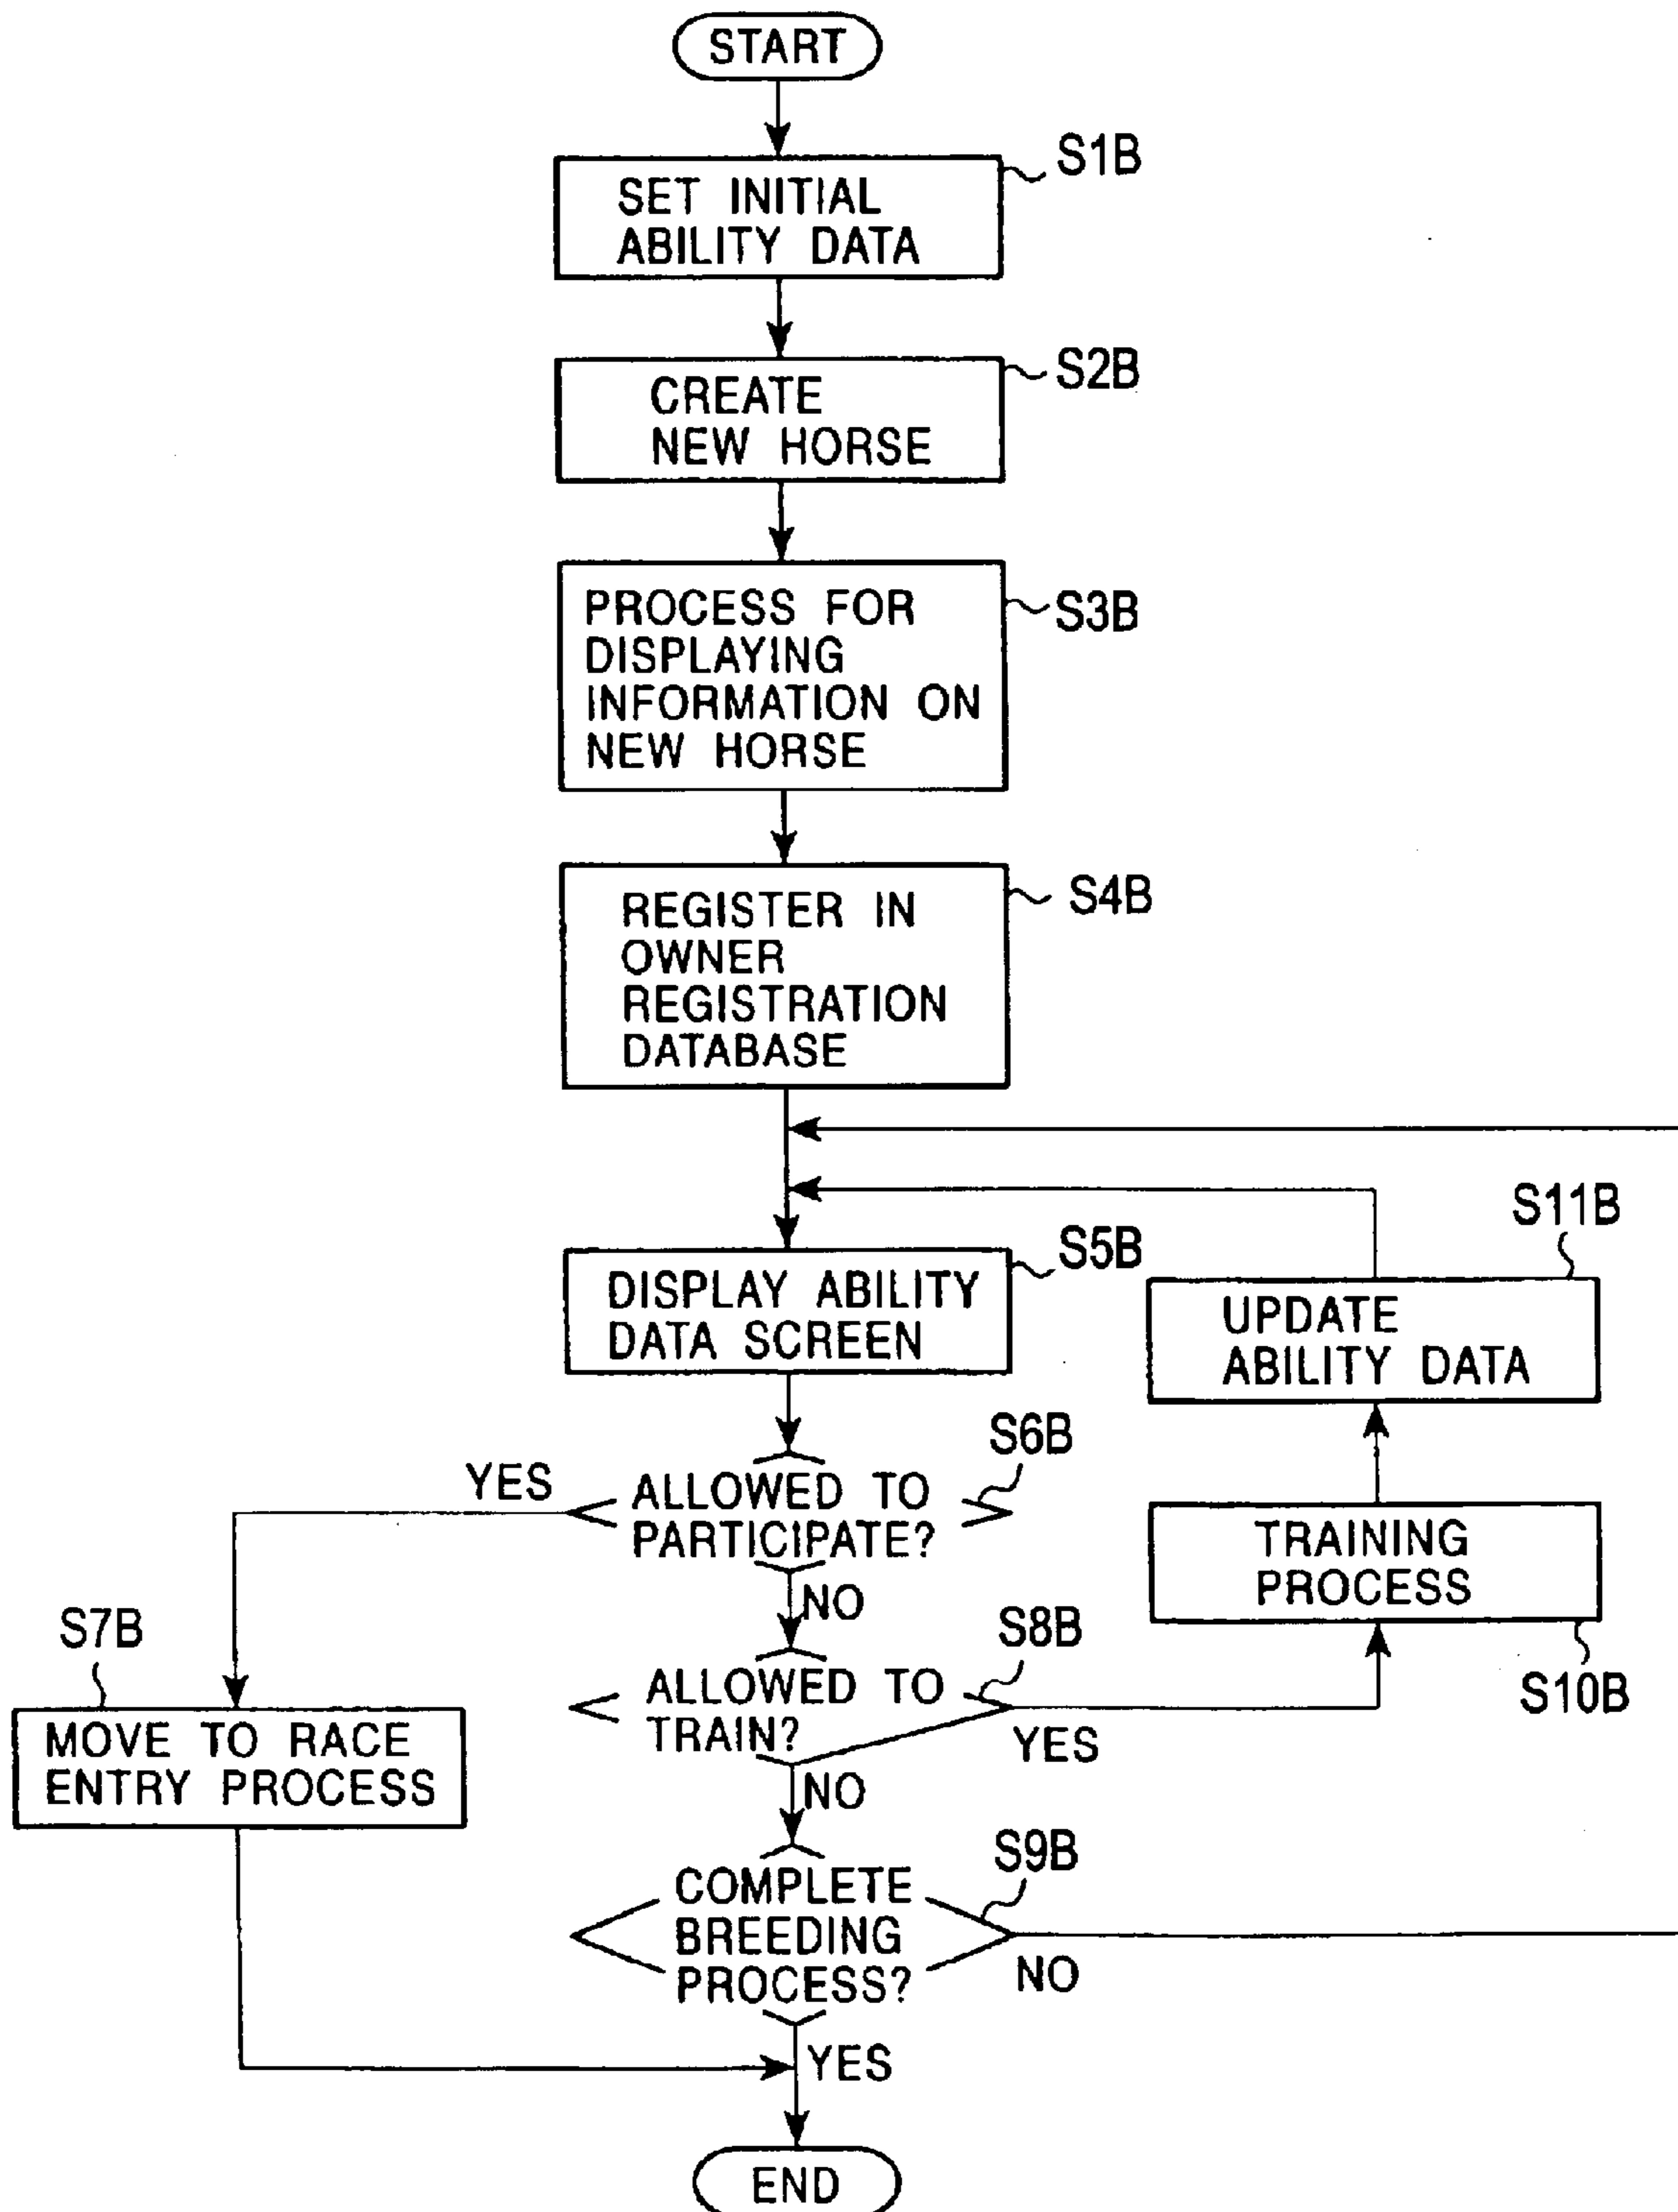 START
S1B
SET INITIAL
ABILITY DATA
S2B
CREATE
NEW HORSE
S3B
PROCESS FOR
DISPLAYING
INFORMATION ON
NEW HORSE
S4B
REGISTER IN
OWNER
REGISTRATION
DATABASE
S11B
S5B
DISPLAY ABILITY
DATA SCREEN
UPDATE
ABILITY DATA
S6B
YES
ALLOWED TO
PARTICIPATE?
NO
TRAINING
PROCESS
S10B
S7B
MOVE TO RACE
ENTRY PROCESS
S8B
ALLOWED TO
TRAIN?
YES
NO
S9B
COMPLETE
BREEDING
PROCESS?
NO
YES
END